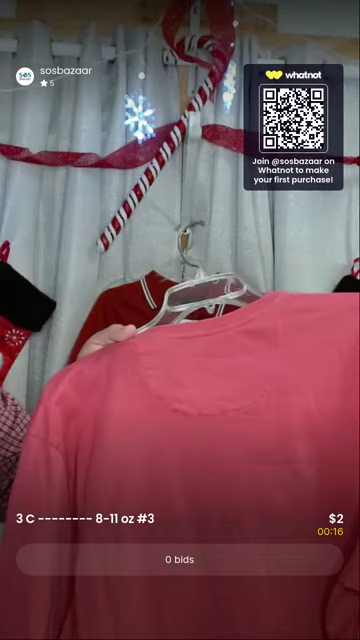 sosbazaar
★ 5
SOS
whatnot
Join @sosbazaar on
Whatnot to make
your first purchase!
3 C -------- 8-11 oz #3
$2
00:16
0 bids